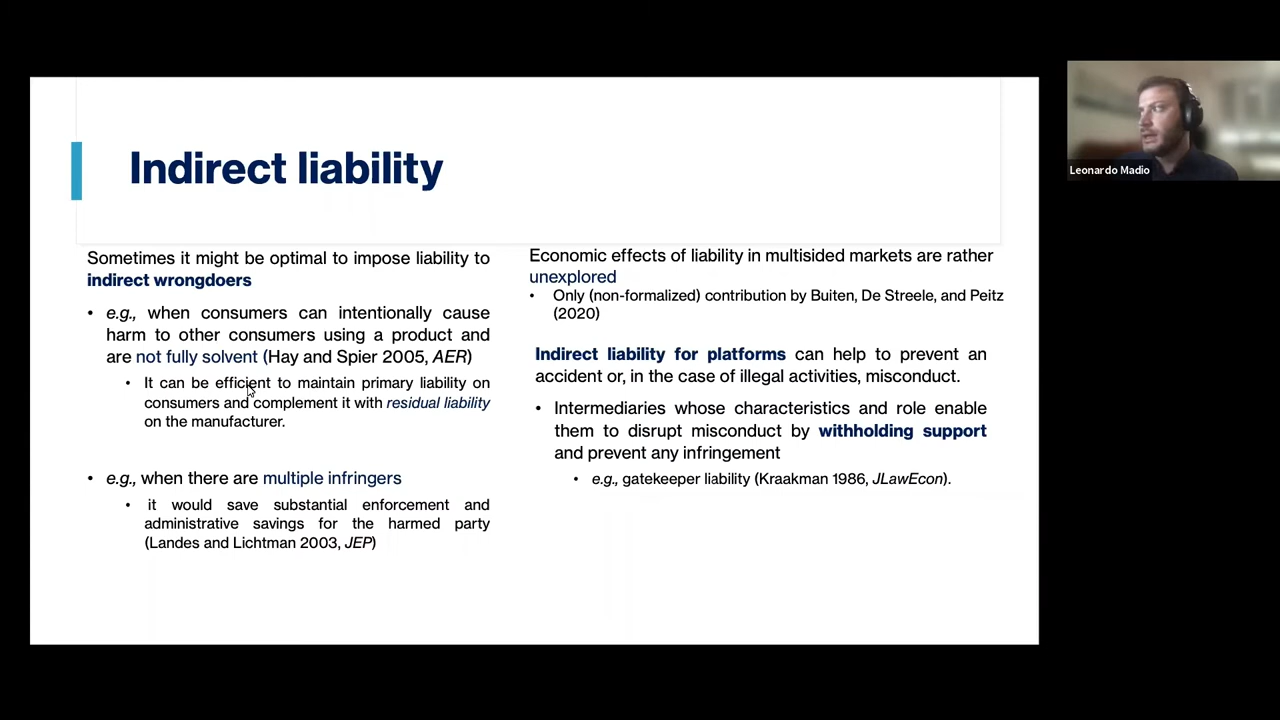 Indirect liability
Sometimes it might be optimal to impose liability to
indirect wrongdoers
• e.g., when consumers can intentionally cause
harm to other consumers using a product and
are not fully solvent (Hay and Spier 2005, AER)
• It can be efficient to maintain primary liability on
consumers and complement it with residual liability
on the manufacturer.
• e.g., when there are multiple infringers
• it would save substantial enforcement and
administrative savings for the harmed party
(Landes and Lichtman 2003, JEP)
Economic effects of liability in multisided markets are rather
unexplored
• Only (non-formalized) contribution by Buiten, De Streele, and Peitz
(2020)
Indirect liability for platforms can help to prevent an
accident or, in the case of illegal activities, misconduct.
• Intermediaries whose characteristics and role enable
them to disrupt misconduct by withholding support
and prevent any infringement
• e.g., gatekeeper liability (Kraakman 1986, JLawEcon).
Leonardo Madio